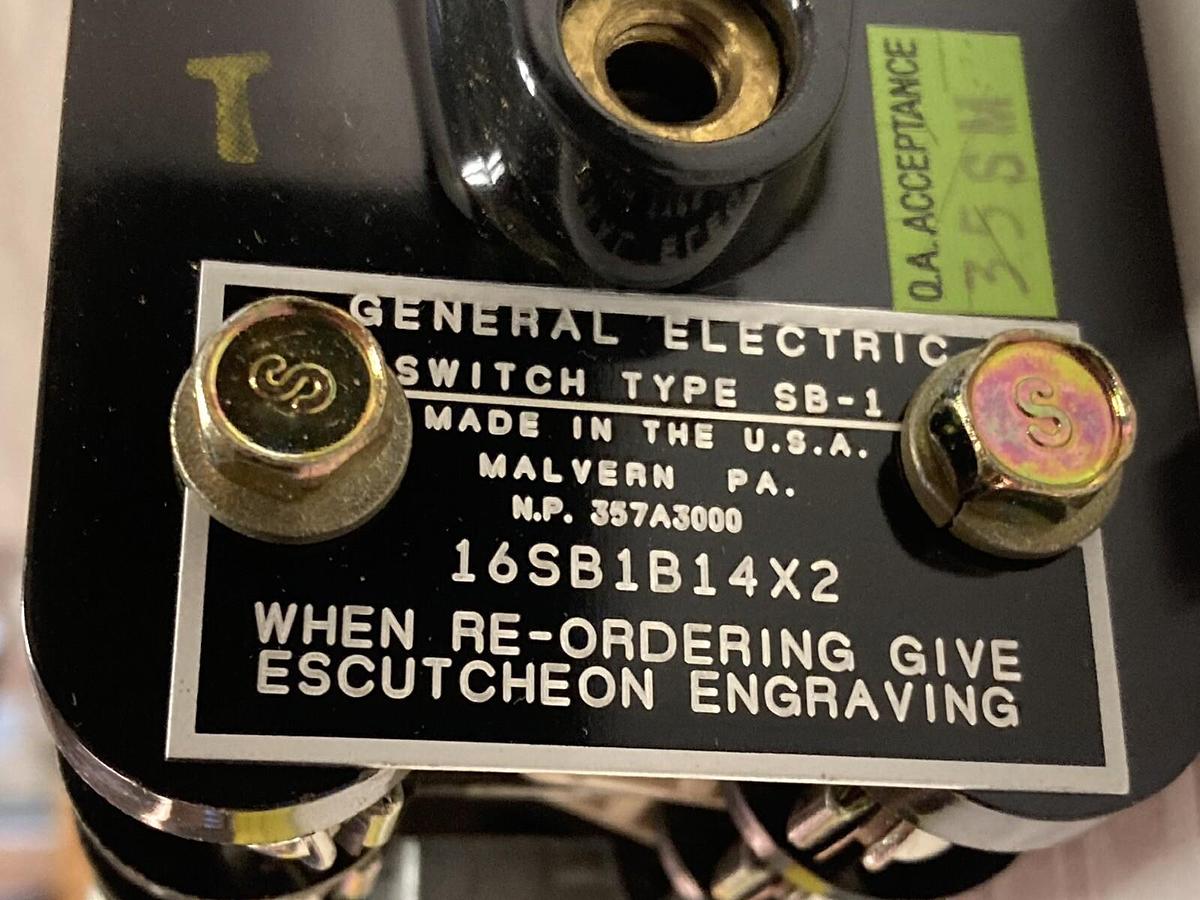 T
Q.A. ACCEPTANCE
35 SM
GENERAL ELECTRIC
SWITCH TYPE SB-1
MADE IN THE U.S.A.
MALVERN PA.
N.P. 357A3000
16SB1B14X2
WHEN RE-ORDERING GIVE
ESCUTCHEON ENGRAVING
S
S